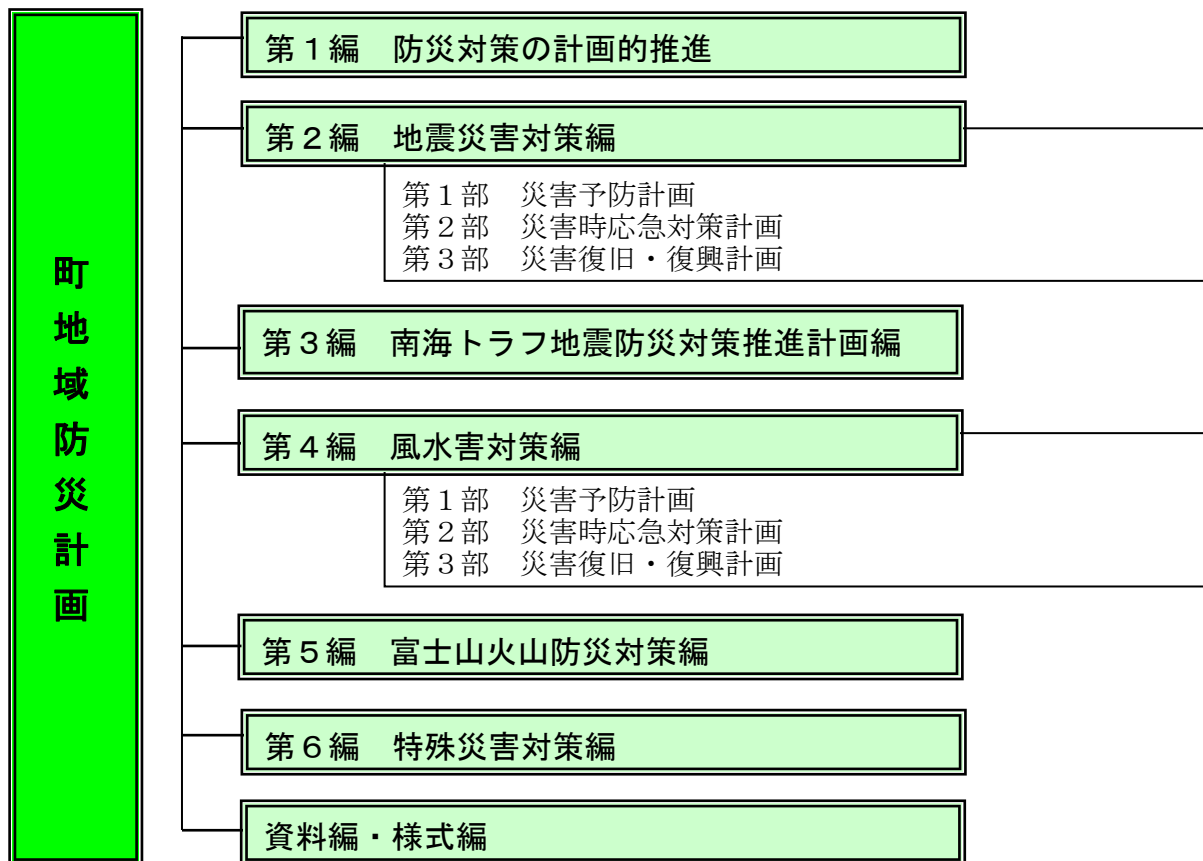 町地域防災計画
第１編　防災対策の計画的推進
第２編　地震災害対策編
第１部　災害予防計画
第２部　災害時応急対策計画
第３部　災害復旧・復興計画
第３編　南海トラフ地震防災対策推進計画編
第４編　風水害対策編
第１部　災害予防計画
第２部　災害時応急対策計画
第３部　災害復旧・復興計画
第５編　富士山火山防災対策編
第６編　特殊災害対策編
資料編・様式編